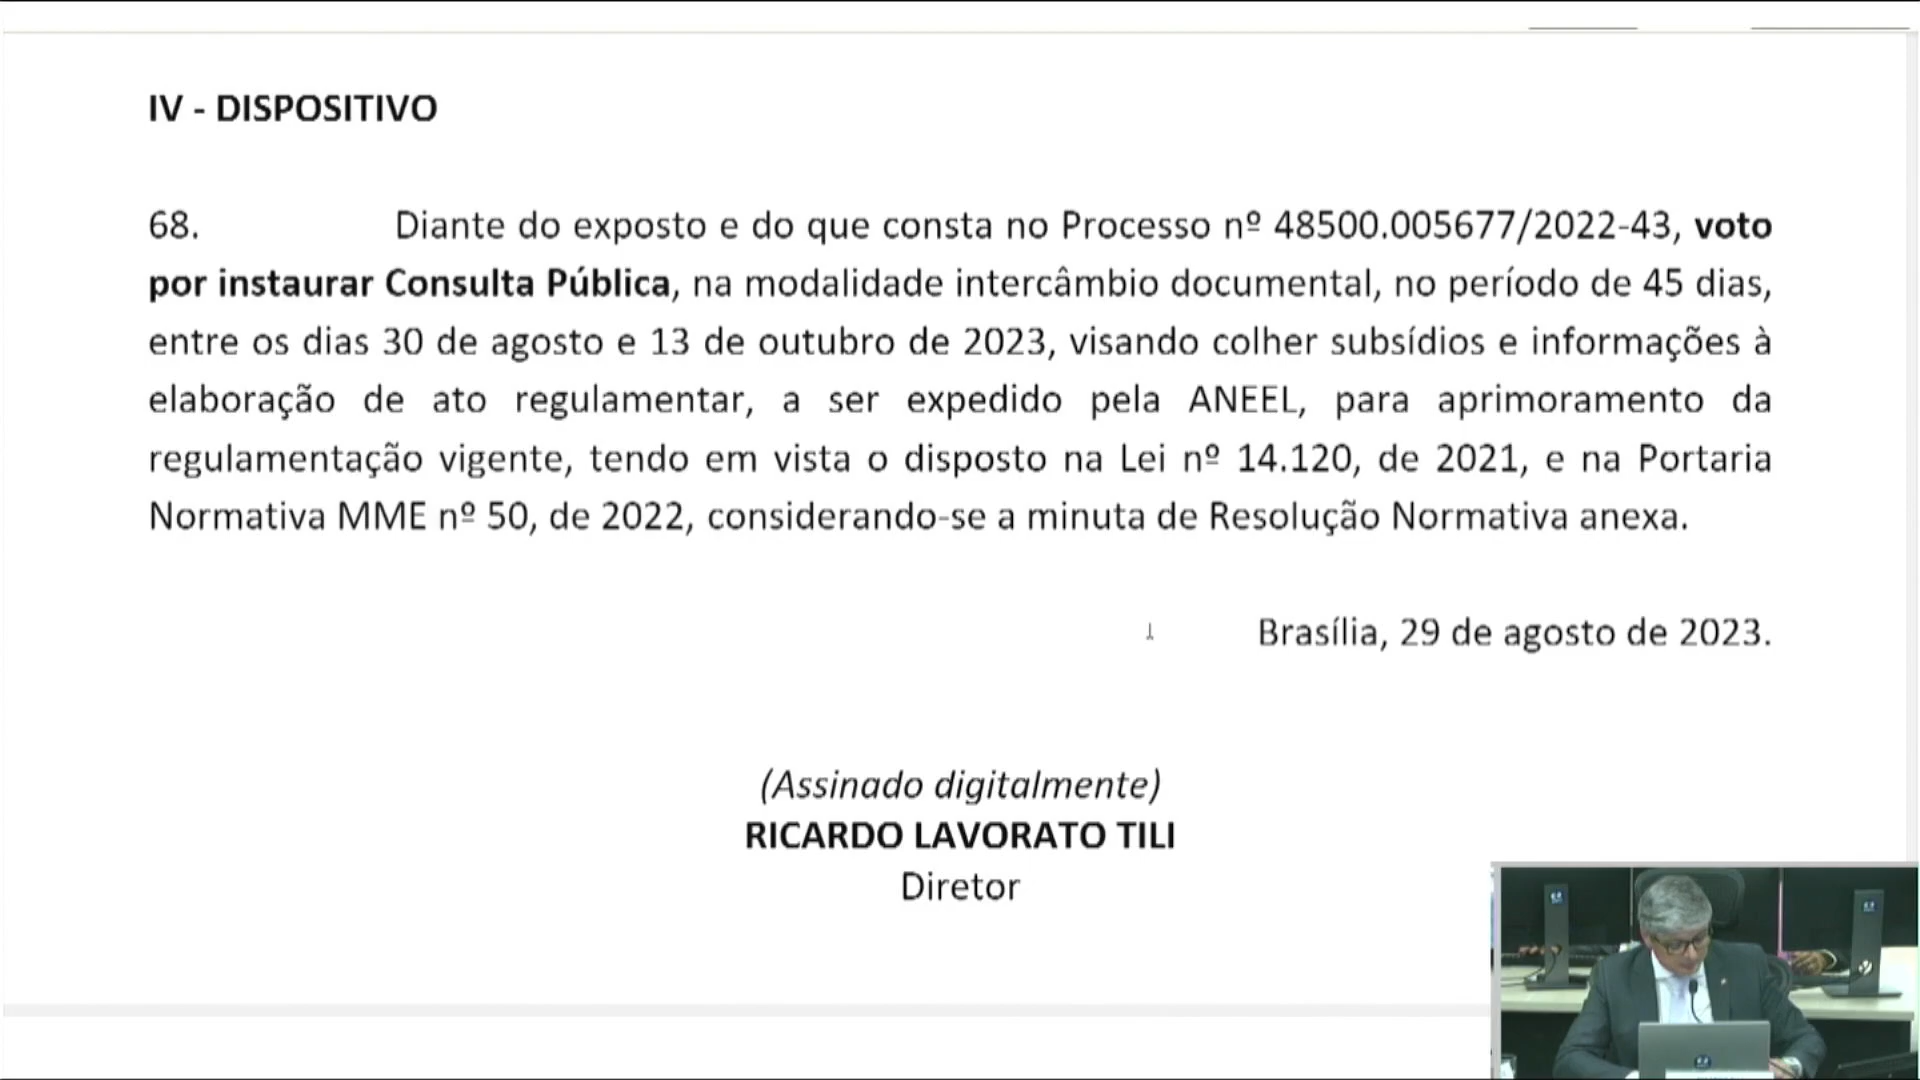 IV - DISPOSITIVO
68. Diante do exposto e do que consta no Processo nº 48500.005677/2022-43, voto
por instaurar Consulta Pública, na modalidade intercâmbio documental, no período de 45 dias,
entre os dias 30 de agosto e 13 de outubro de 2023, visando colher subsídios e informações à
elaboração de ato regulamentar, a ser expedido pela ANEEL, para aprimoramento da
regulamentação vigente, tendo em vista o disposto na Lei nº 14.120, de 2021, e na Portaria
Normativa MME nº 50, de 2022, considerando-se a minuta de Resolução Normativa anexa.
Brasília, 29 de agosto de 2023.
(Assinado digitalmente)
RICARDO LAVORATO TILI
Diretor